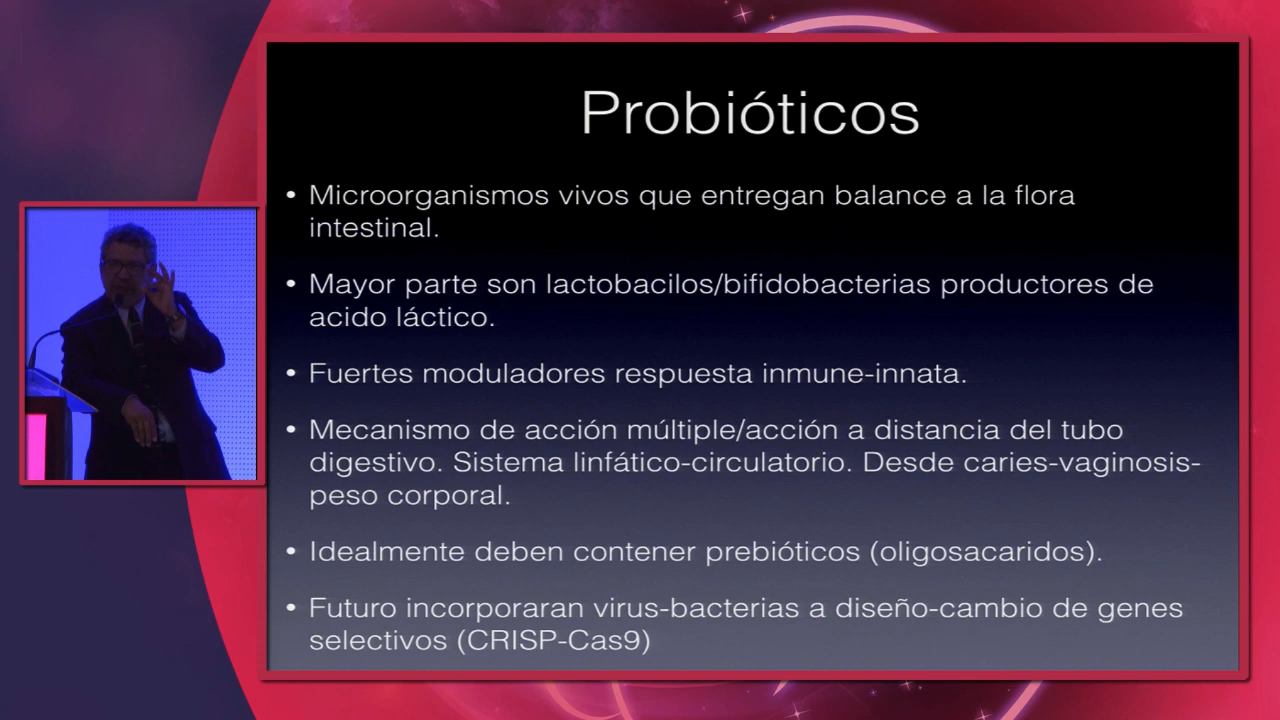 Probióticos
• Microorganismos vivos que entregan balance a la flora
intestinal.
• Mayor parte son lactobacilos/bifidobacterias productores de
acido láctico.
• Fuertes moduladores respuesta inmune-innata.
• Mecanismo de acción múltiple/acción a distancia del tubo
digestivo. Sistema linfático-circulatorio. Desde caries-vaginosis-
peso corporal.
• Idealmente deben contener prebióticos (oligosacaridos).
• Futuro incorporaran virus-bacterias a diseño-cambio de genes
selectivos (CRISP-Cas9)